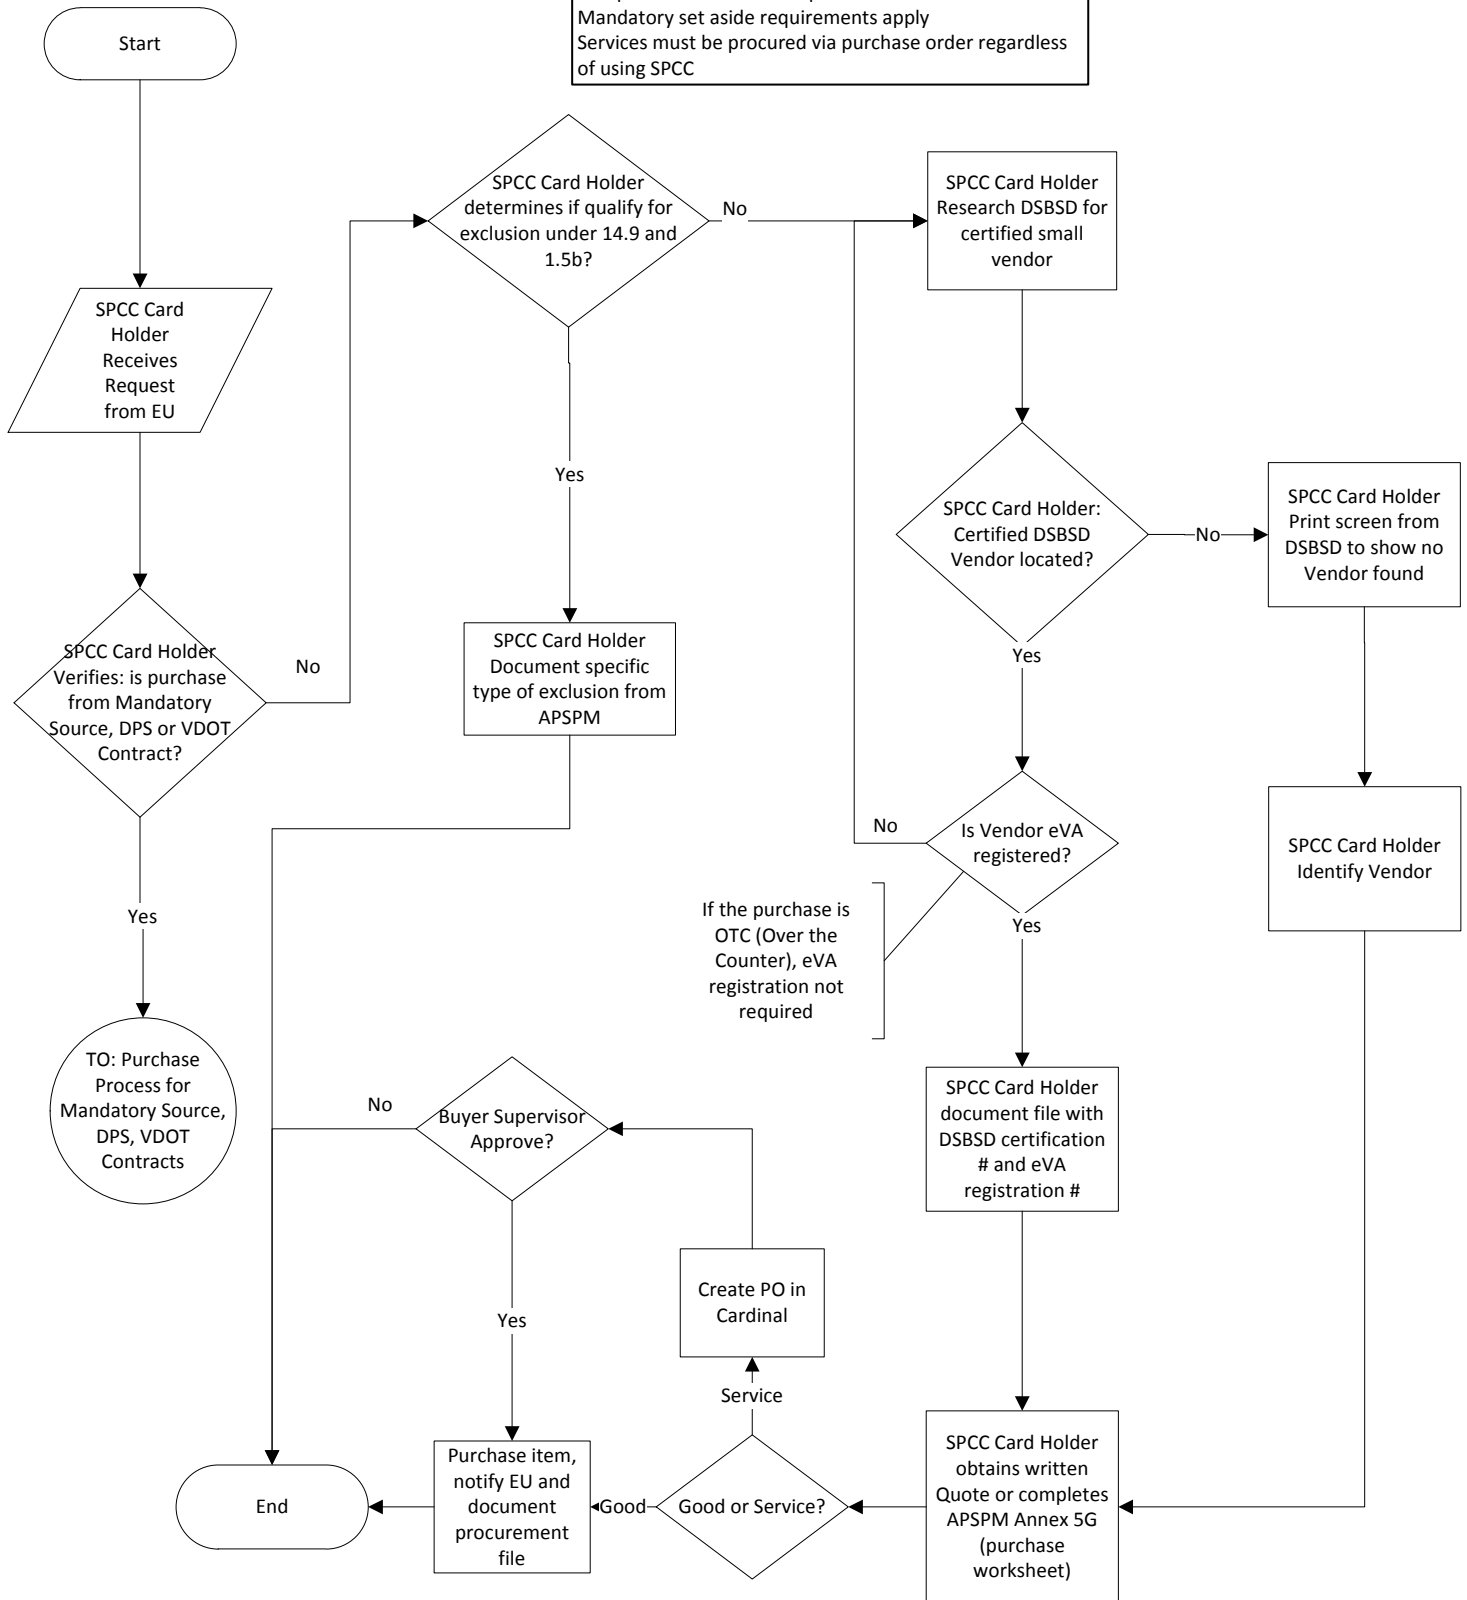 Mandatory set aside requirements apply
Services must be procured via purchase order regardless
of using SPCC
Start
SPCC Card
Holder
Receives
Request
from EU
SPCC Card Holder
Verifies: is purchase
from Mandatory
Source, DPS or VDOT
Contract?
No
Yes
TO: Purchase
Process for
Mandatory Source,
DPS, VDOT
Contracts
SPCC Card Holder
determines if qualify for
exclusion under 14.9 and
1.5b?
No
Yes
SPCC Card Holder
Document specific
type of exclusion from
APSPM
SPCC Card Holder
Research DSBSD for
certified small
vendor
SPCC Card Holder:
Certified DSBSD
Vendor located?
No
Yes
SPCC Card Holder
Print screen from
DSBSD to show no
Vendor found
SPCC Card Holder
Identify Vendor
Is Vendor eVA
registered?
No
Yes
If the purchase is
OTC (Over the
Counter), eVA
registration not
required
SPCC Card Holder
document file with
DSBSD certification
# and eVA
registration #
SPCC Card Holder
obtains written
Quote or completes
APSPM Annex 5G
(purchase
worksheet)
Good or Service?
Service
Good
Create PO in
Cardinal
Buyer Supervisor
Approve?
No
Yes
Purchase item,
notify EU and
document
procurement
file
End